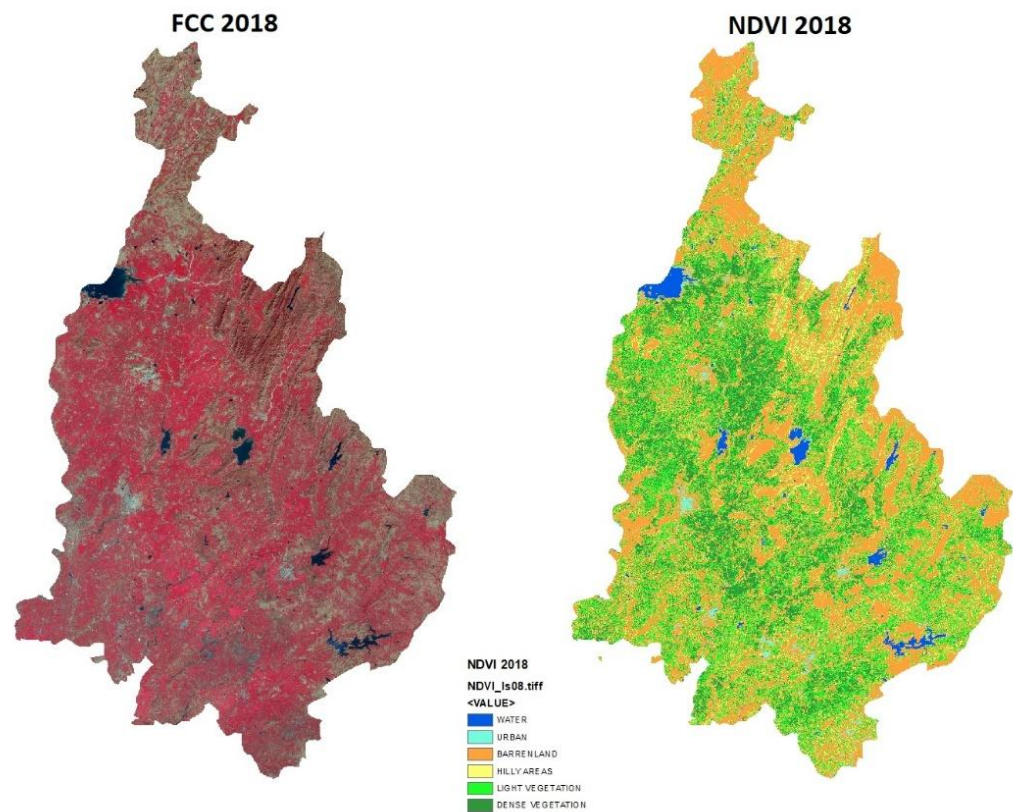 FCC 2018
NDVI 2018
NDVI 2018
NDVI_ls08.tiff
<VALUE>
WATER
URBAN
BARRENLAND
HILLY AREAS
LIGHT VEGETATION
DENSE VEGETATION